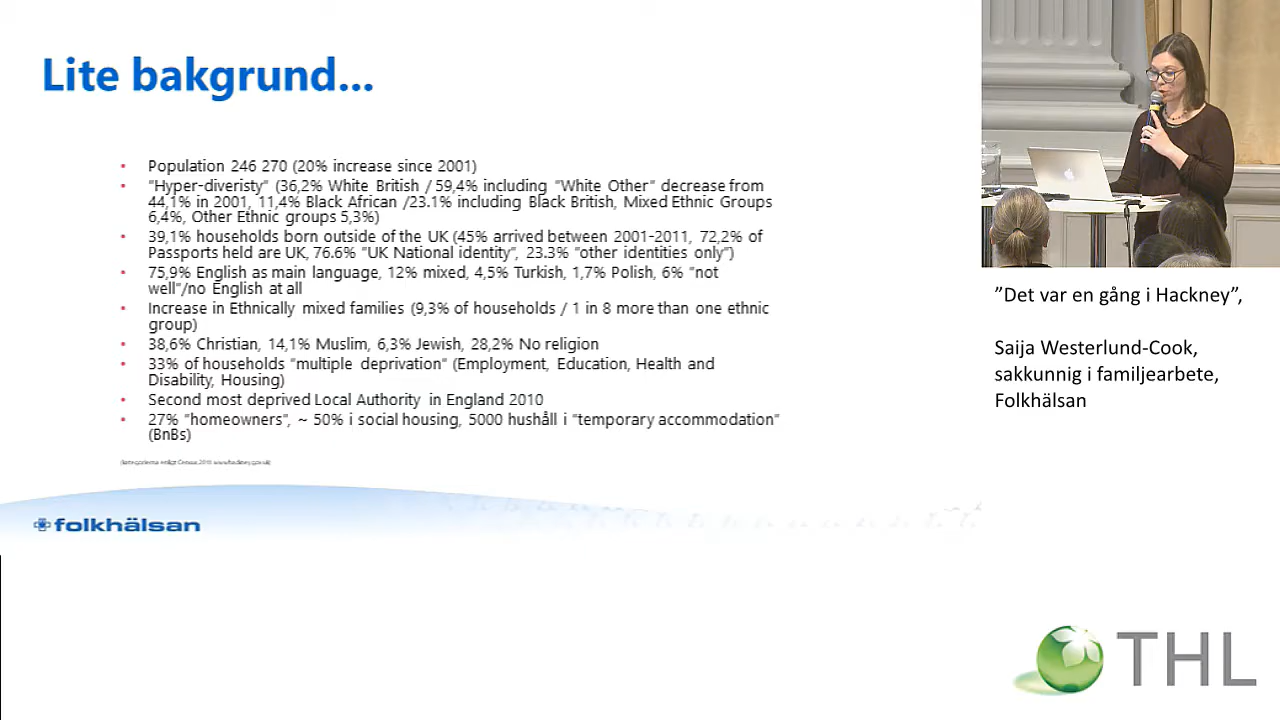 Lite bakgrund...
• Population 246 270 (20% increase since 2001)
• "Hyper-diveristy" (36,2% White British / 59,4% including "White Other" decrease from
44,1% in 2001, 11,4% Black African /23.1% including Black British, Mixed Ethnic Groups
6,4%, Other Ethnic groups 5,3%)
• 39,1% households born outside of the UK (45% arrived between 2001-2011, 72,2% of
Passports held are UK, 76.6% "UK National identity", 23.3% "other identities only")
• 75,9% English as main language, 12% mixed, 4,5% Turkish, 1,7% Polish, 6% "not
well"/no English at all
• Increase in Ethnically mixed families (9,3% of households / 1 in 8 more than one ethnic
group)
• 38,6% Christian, 14,1% Muslim, 6,3% Jewish, 28,2% No religion
• 33% of households "multiple deprivation" (Employment, Education, Health and
Disability, Housing)
• Second most deprived Local Authority in England 2010
• 27% "homeowners", ~ 50% i social housing, 5000 hushåll i "temporary accommodation"
(BnBs)
folkhälsan
"Det var en gång i Hackney",
Saija Westerlund-Cook,
sakkunnig i familjearbete,
Folkhälsan
THL